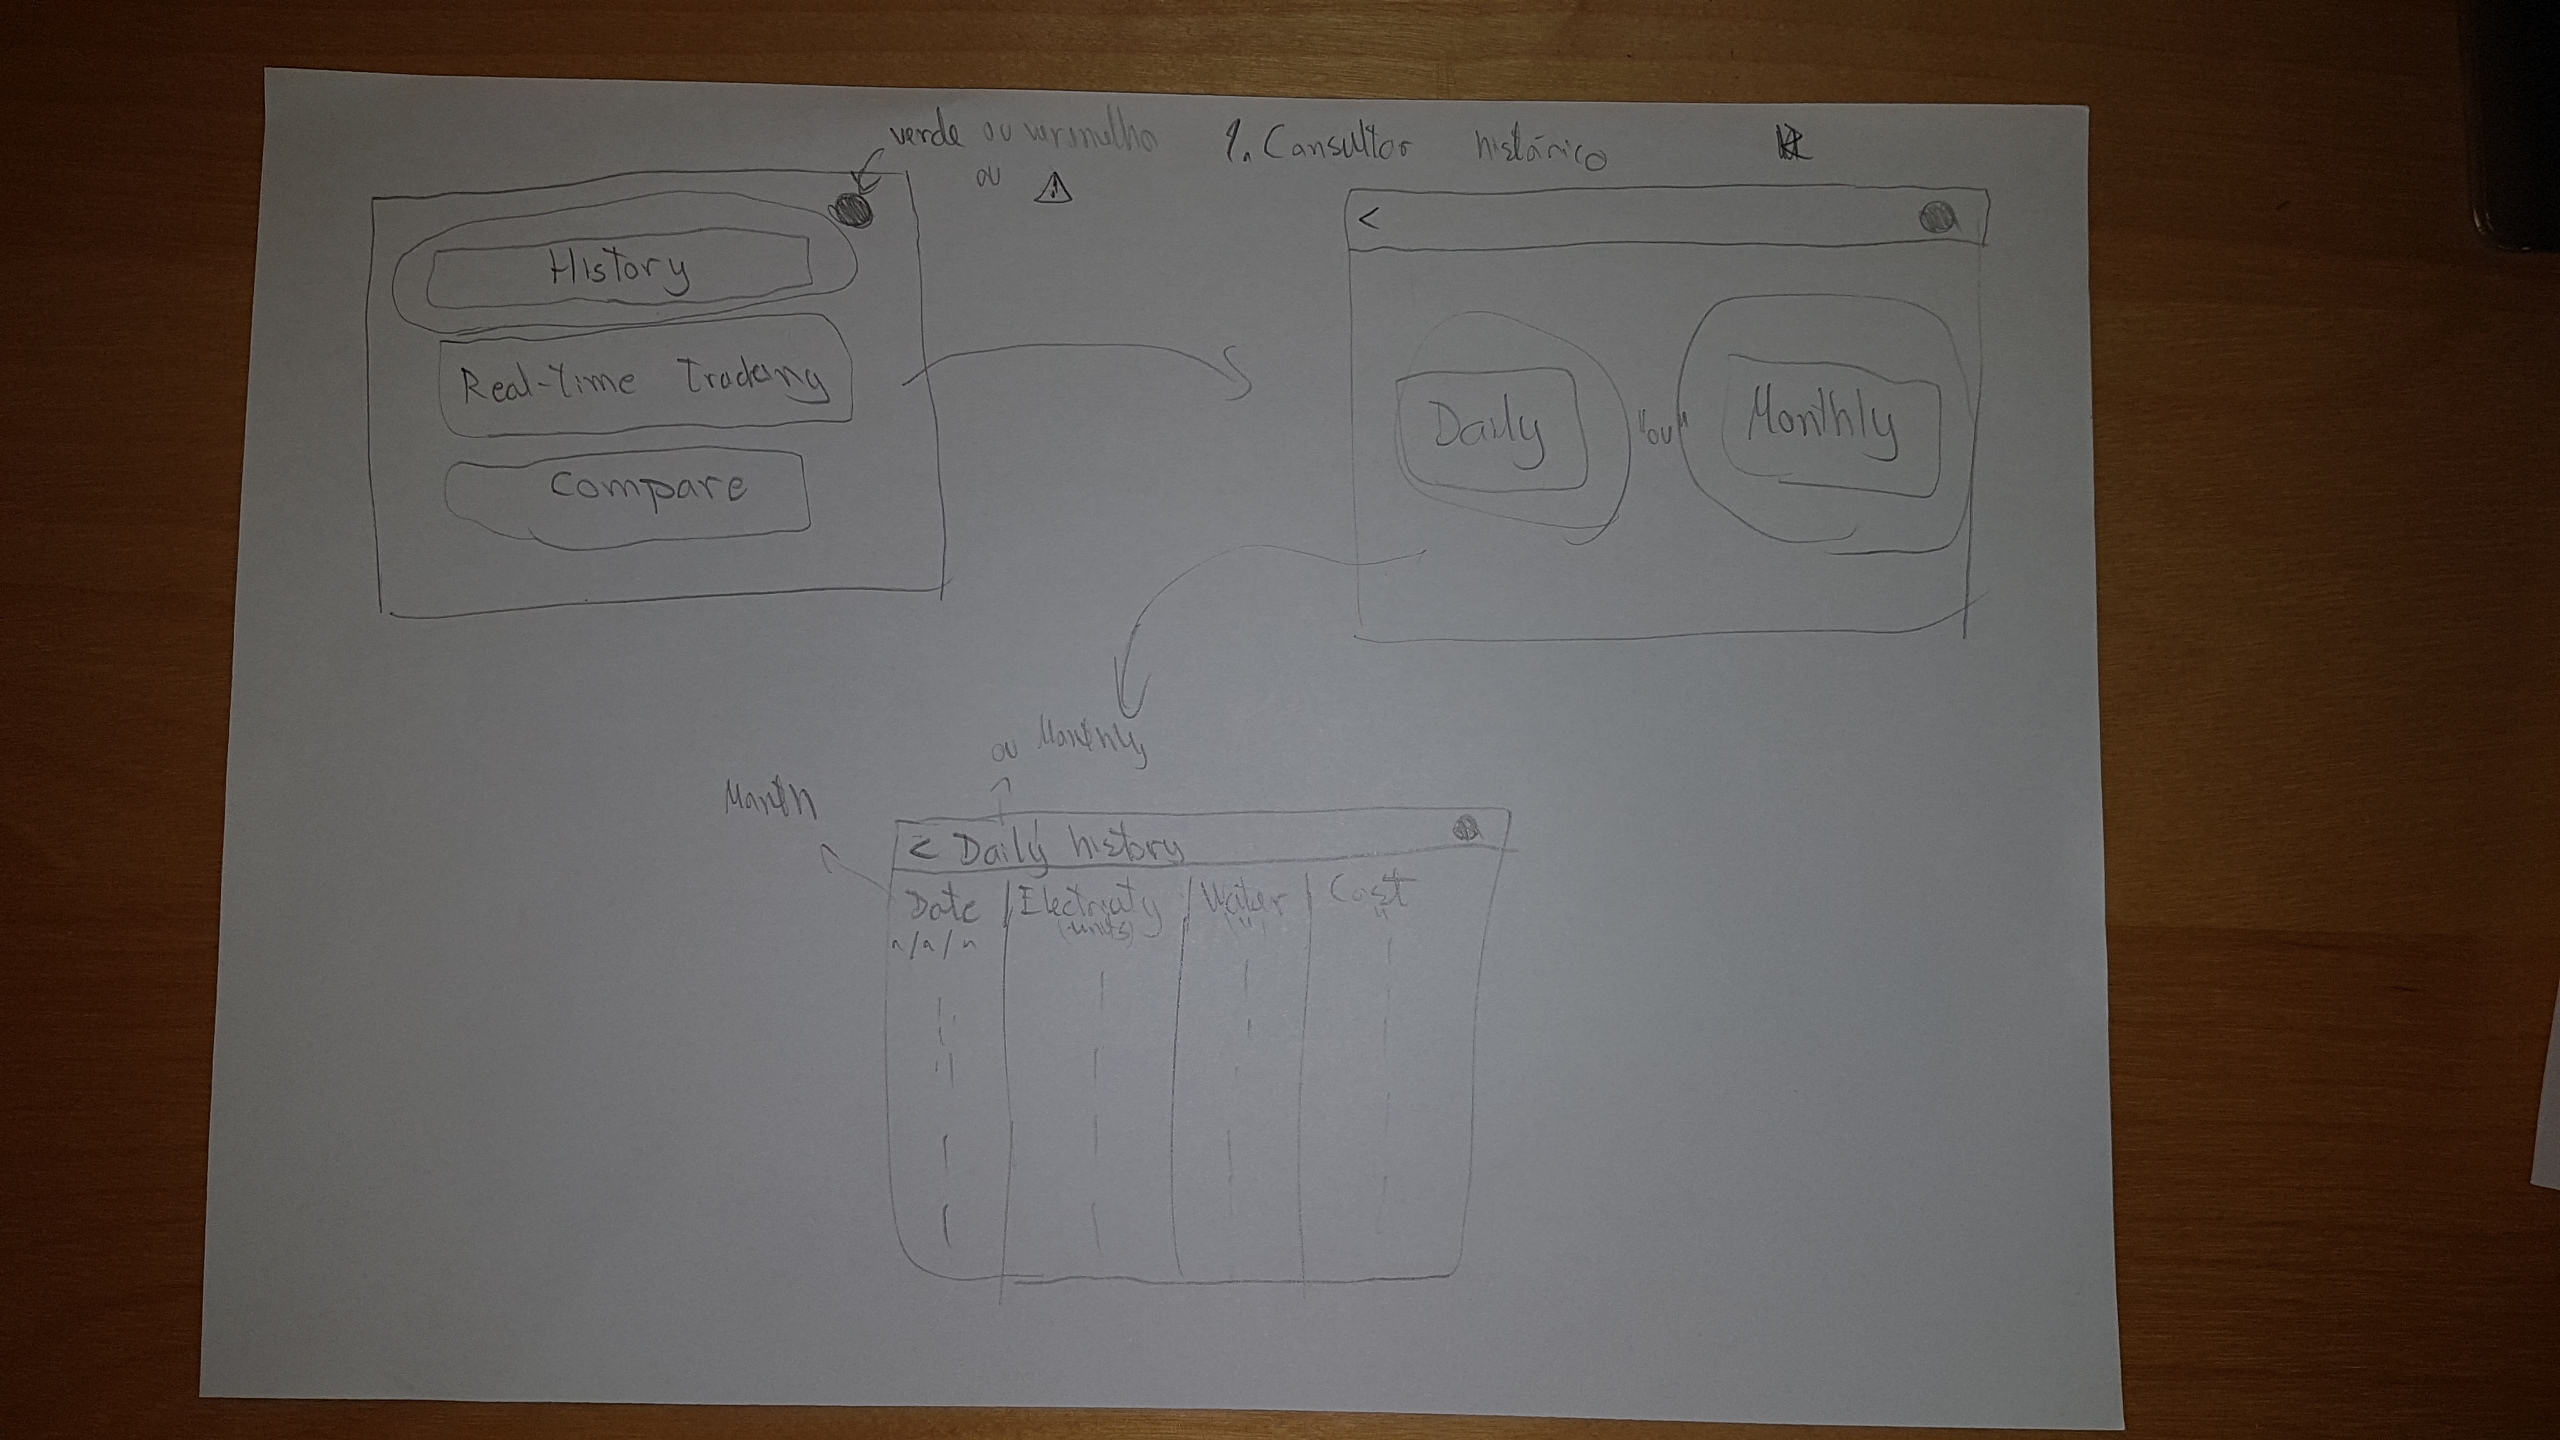 verde ou vermelho
ou ⚠
1. Consultar histórico
History
Real-Time Tracking
Compare
<
Daily
"ou"
Monthly
ou Monthly
Month
< Daily history
Date | Electricity | Water | Cost
(units) (") "
n/n/n